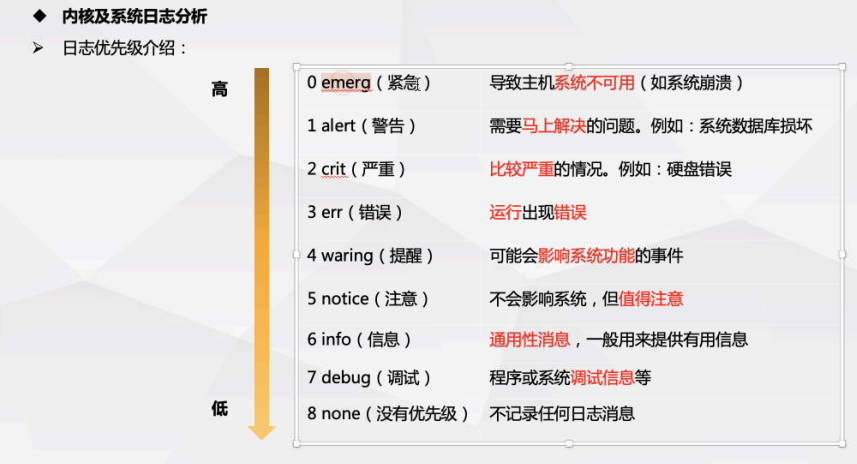 ◆ 内核及系统日志分析
➢ 日志优先级介绍：
高
0 emerg（紧急） 导致主机系统不可用（如系统崩溃）
1 alert（警告） 需要马上解决的问题。例如：系统数据库损坏
2 crit（严重） 比较严重的情况。例如：硬盘错误
3 err（错误） 运行出现错误
4 waring（提醒） 可能会影响系统功能的事件
5 notice（注意） 不会影响系统，但值得注意
6 info（信息） 通用性消息，一般用来提供有用信息
7 debug（调试） 程序或系统调试信息等
低
8 none（没有优先级） 不记录任何日志消息